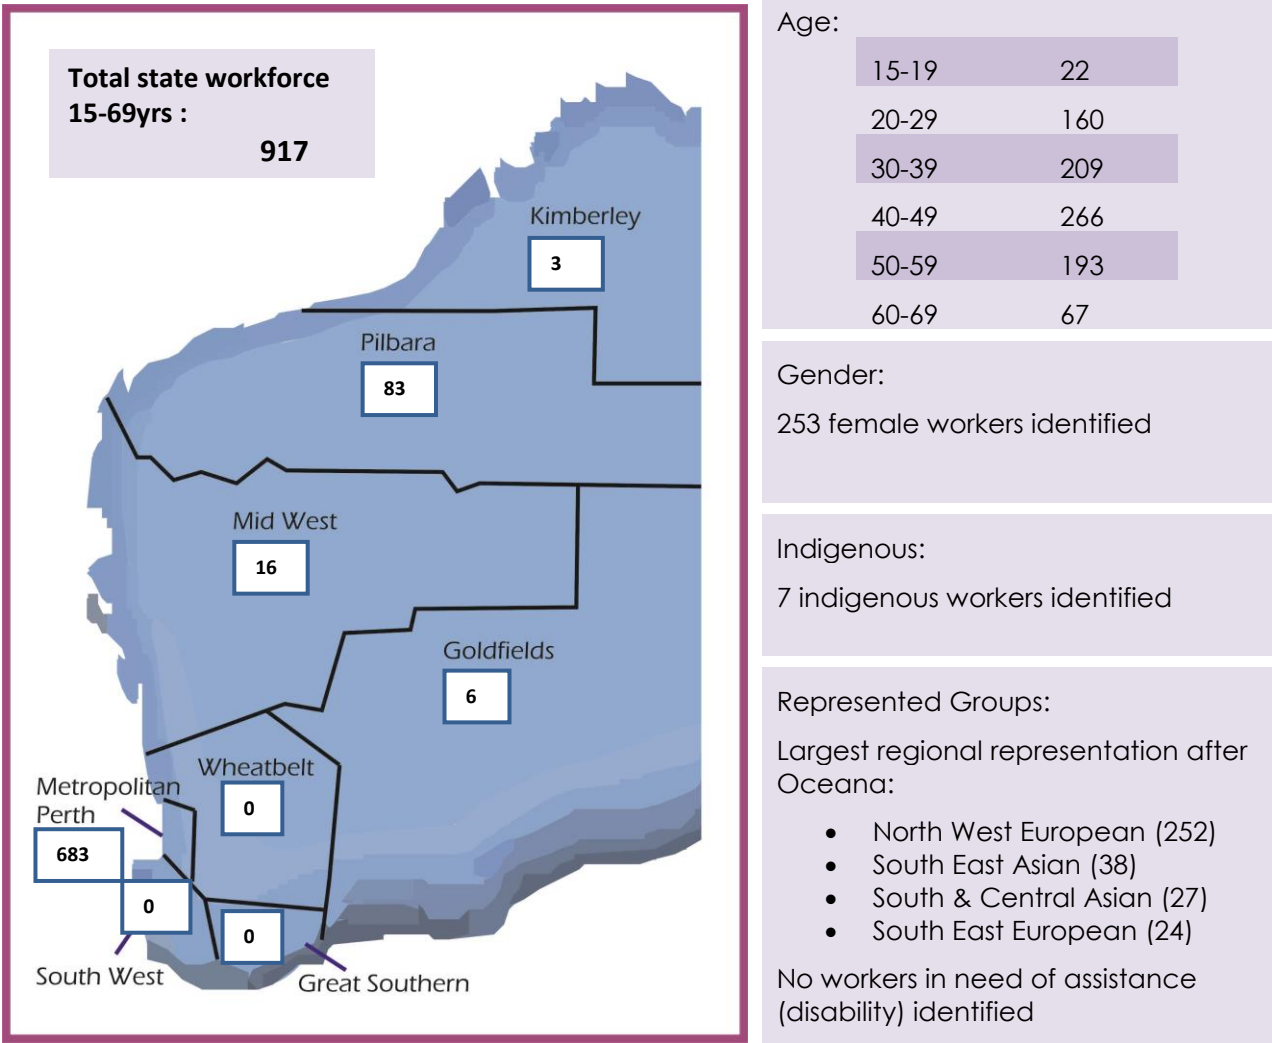 Total state workforce
15-69yrs :
917
Kimberley
3
Pilbara
83
Mid West
16
Goldfields
6
Wheatbelt
0
Metropolitan
Perth
683
0
South West
0
Great Southern
Age:
15-19 22
20-29 160
30-39 209
40-49 266
50-59 193
60-69 67
Gender:
253 female workers identified
Indigenous:
7 indigenous workers identified
Represented Groups:
Largest regional representation after
Oceana:
• North West European (252)
• South East Asian (38)
• South & Central Asian (27)
• South East European (24)
No workers in need of assistance
(disability) identified